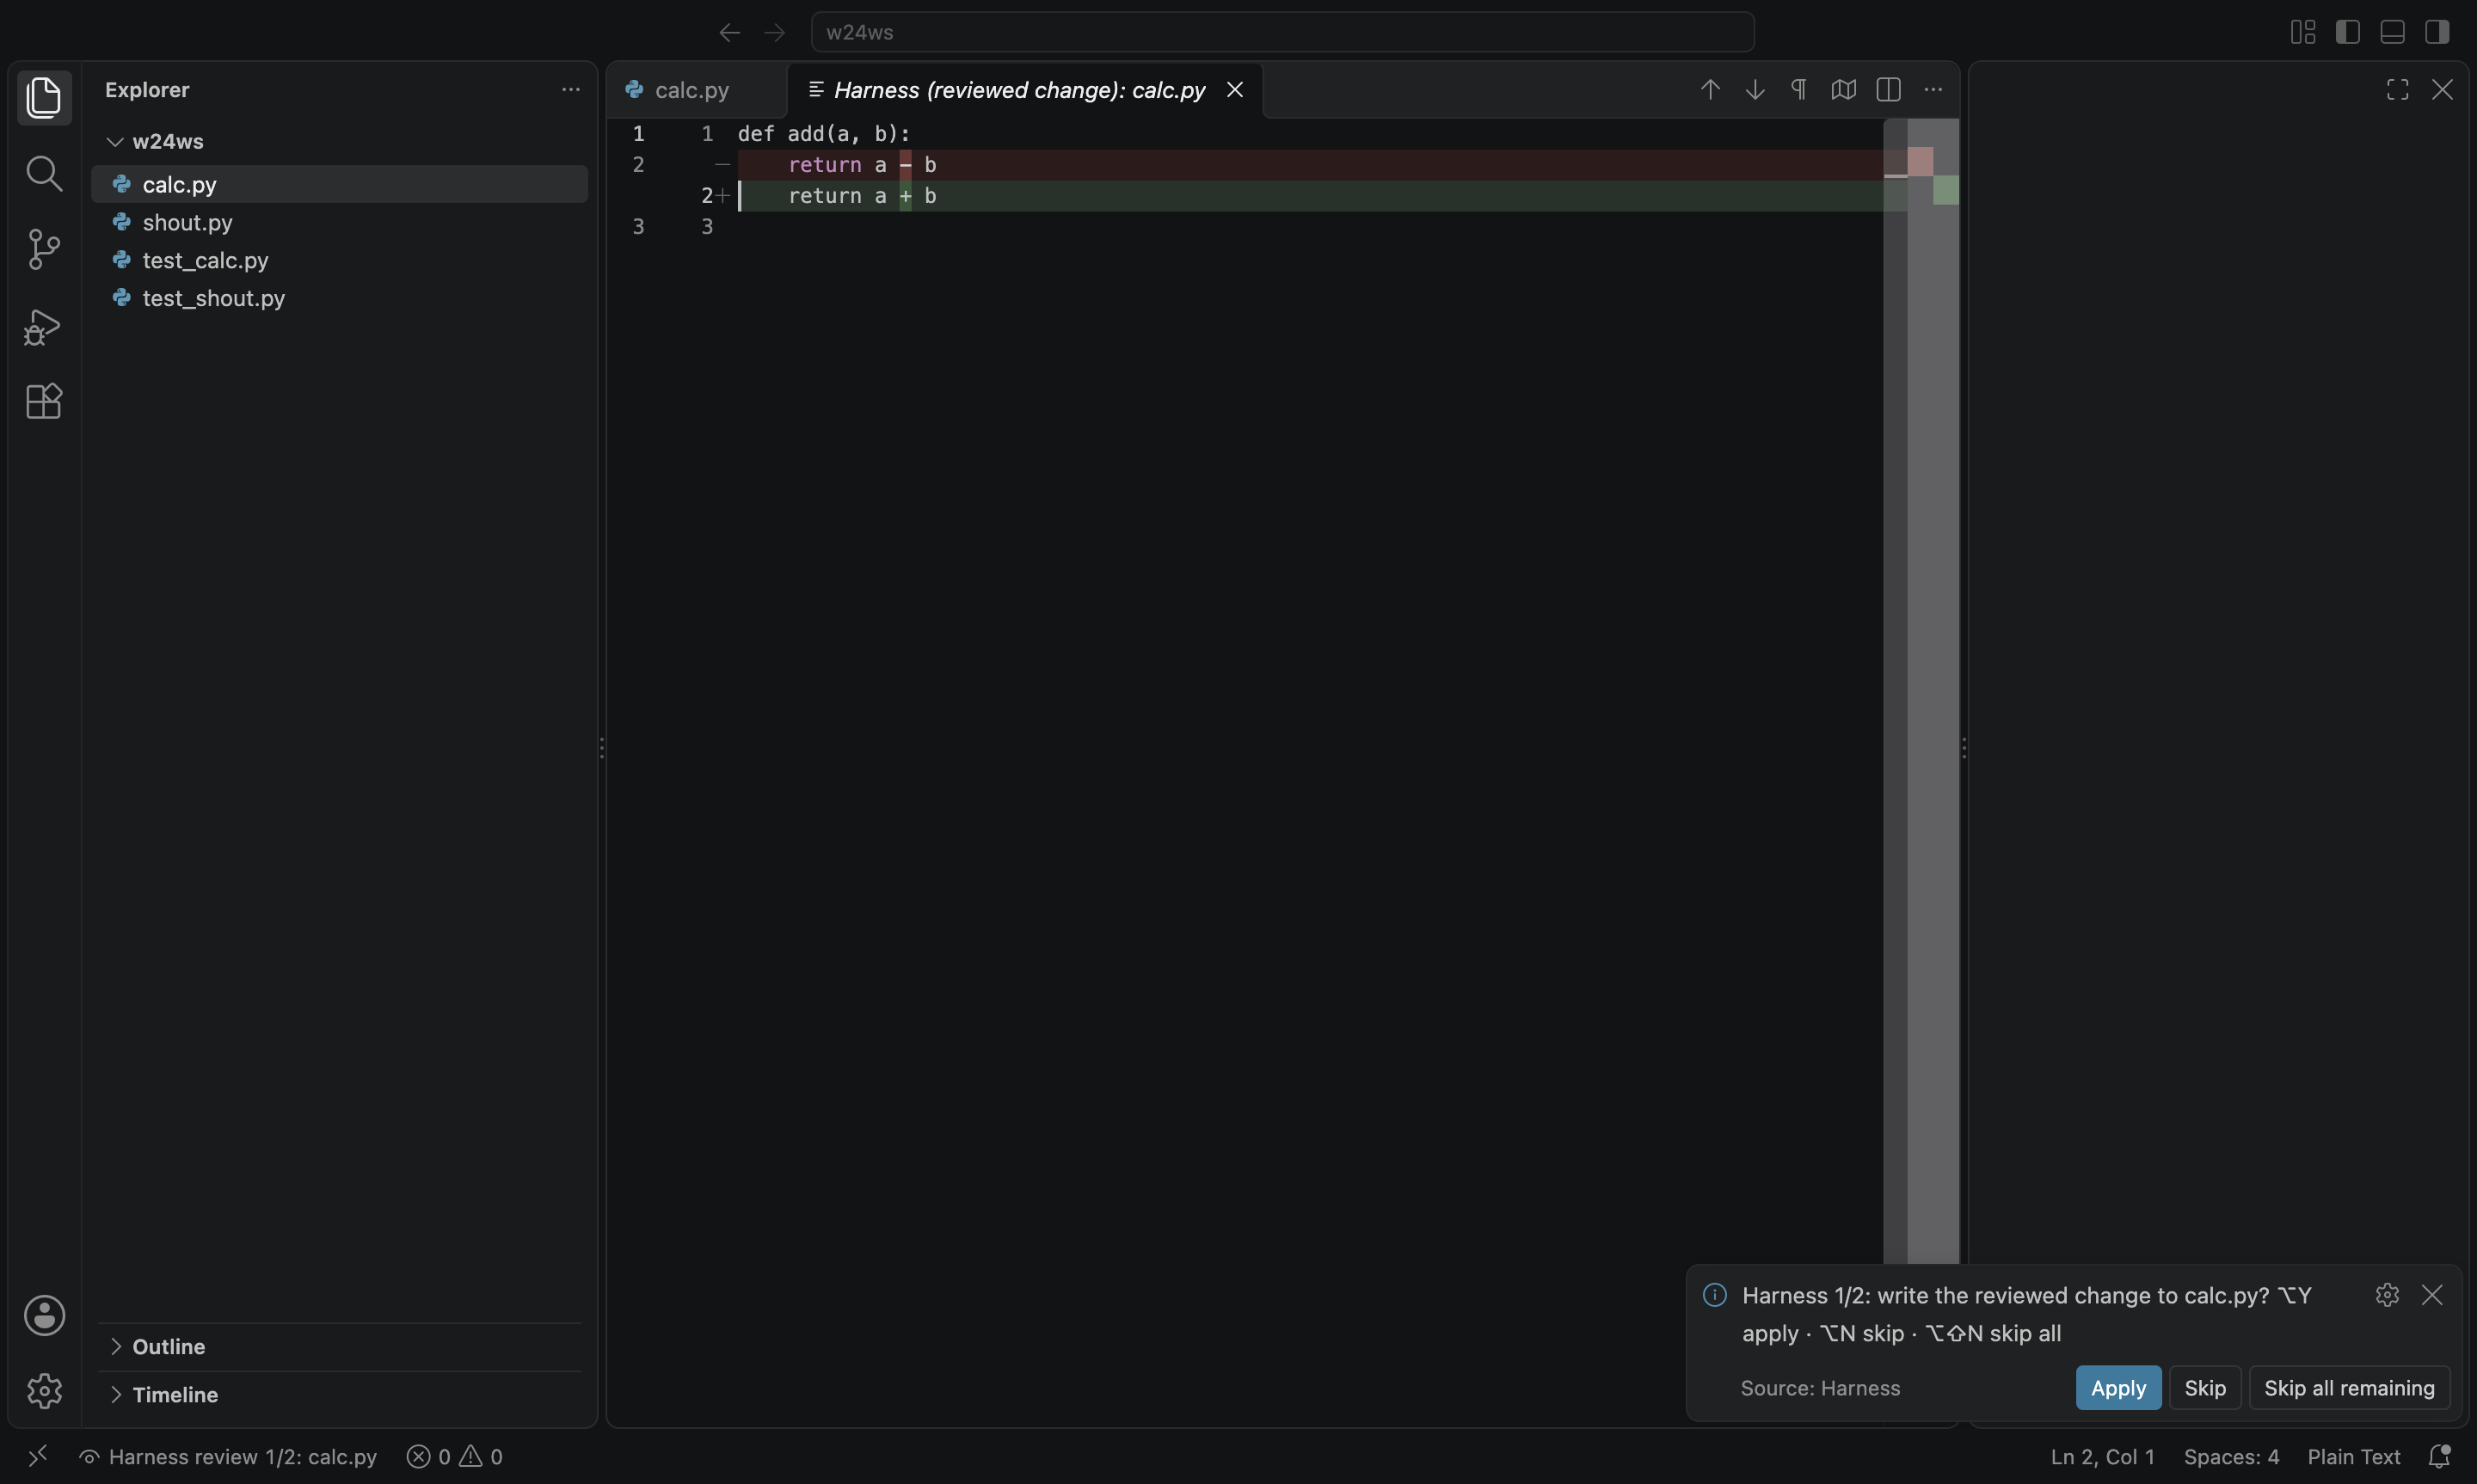 w24ws
Explorer
w24ws
calc.py
shout.py
test_calc.py
test_shout.py
Outline
Timeline
calc.py
Harness (reviewed change): calc.py
1 1 def add(a, b):
2 — return a - b
2+ return a + b
3 3
Harness 1/2: write the reviewed change to calc.py? ⌥Y
apply · ⌥N skip · ⌥⇧N skip all
Source: Harness
Apply
Skip
Skip all remaining
Harness review 1/2: calc.py
0
0
Ln 2, Col 1
Spaces: 4
Plain Text